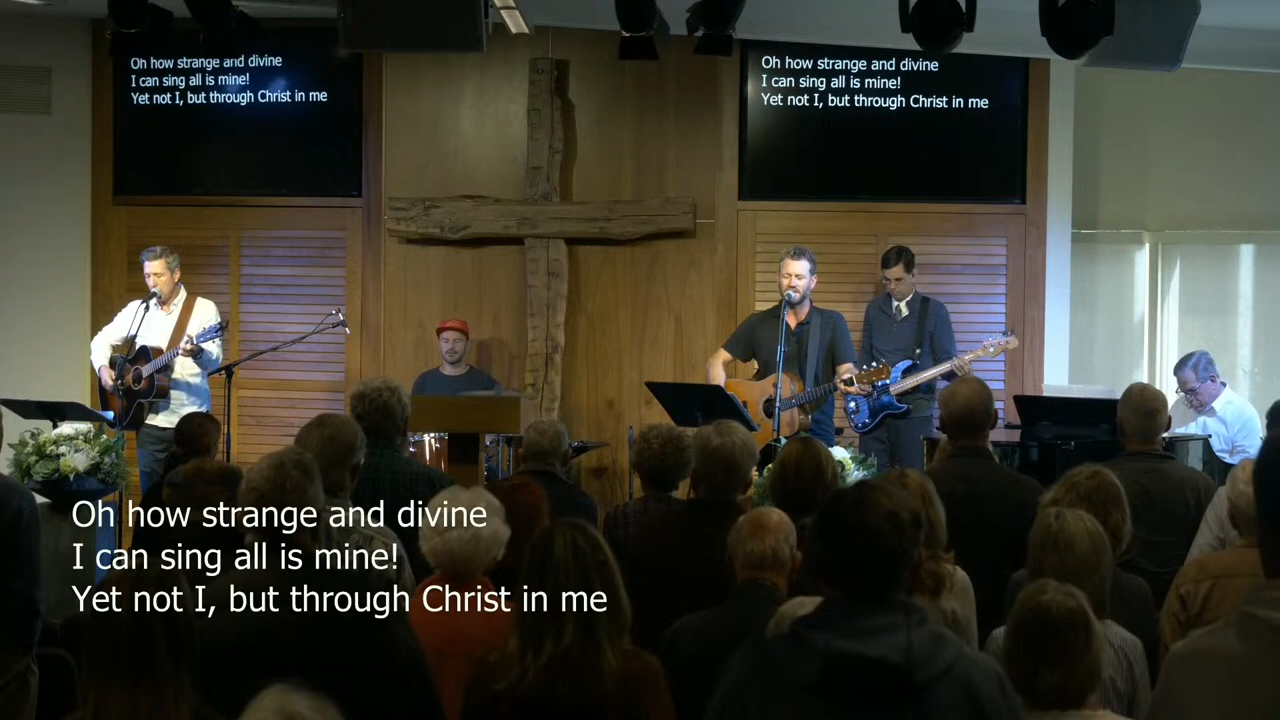 Oh how strange and divine
I can sing all is mine!
Yet not I, but through Christ in me
Oh how strange and divine
I can sing all is mine!
Yet not I, but through Christ in me
Oh how strange and divine
I can sing all is mine!
Yet not I, but through Christ in me